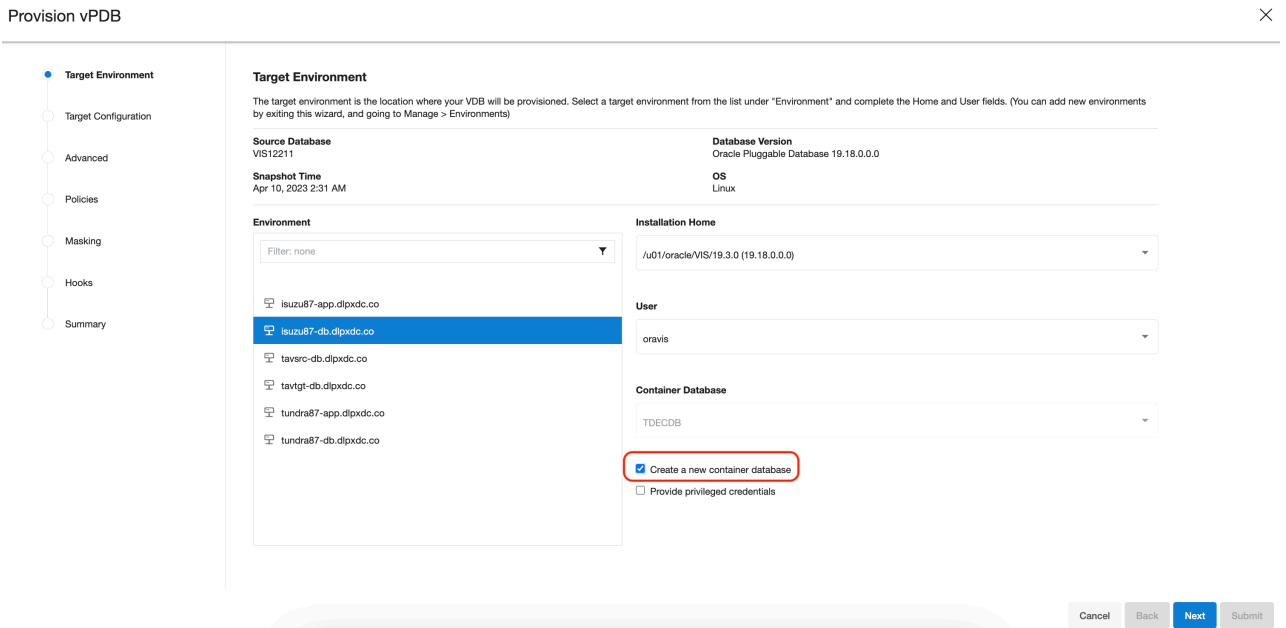 Provision vPDB
Target Environment
Target Configuration
Advanced
Policies
Masking
Hooks
Summary
Target Environment
The target environment is the location where your VDB will be provisioned. Select a target environment from the list under "Environment" and complete the Home and User fields. (You can add new environments
by exiting this wizard, and going to Manage > Environments)
Source Database
VIS12211
Database Version
Oracle Pluggable Database 19.18.0.0.0
Snapshot Time
Apr 10, 2023 2:31 AM
OS
Linux
Environment
Filter: none
isuzu87-app.dlpxdc.co
isuzu87-db.dlpxdc.co
tavsrc-db.dlpxdc.co
tavtgt-db.dlpxdc.co
tundra87-app.dlpxdc.co
tundra87-db.dlpxdc.co
Installation Home
/u01/oracle/VIS/19.3.0 (19.18.0.0.0)
User
oravis
Container Database
TDECDB
Create a new container database
Provide privileged credentials
Cancel
Back
Next
Submit